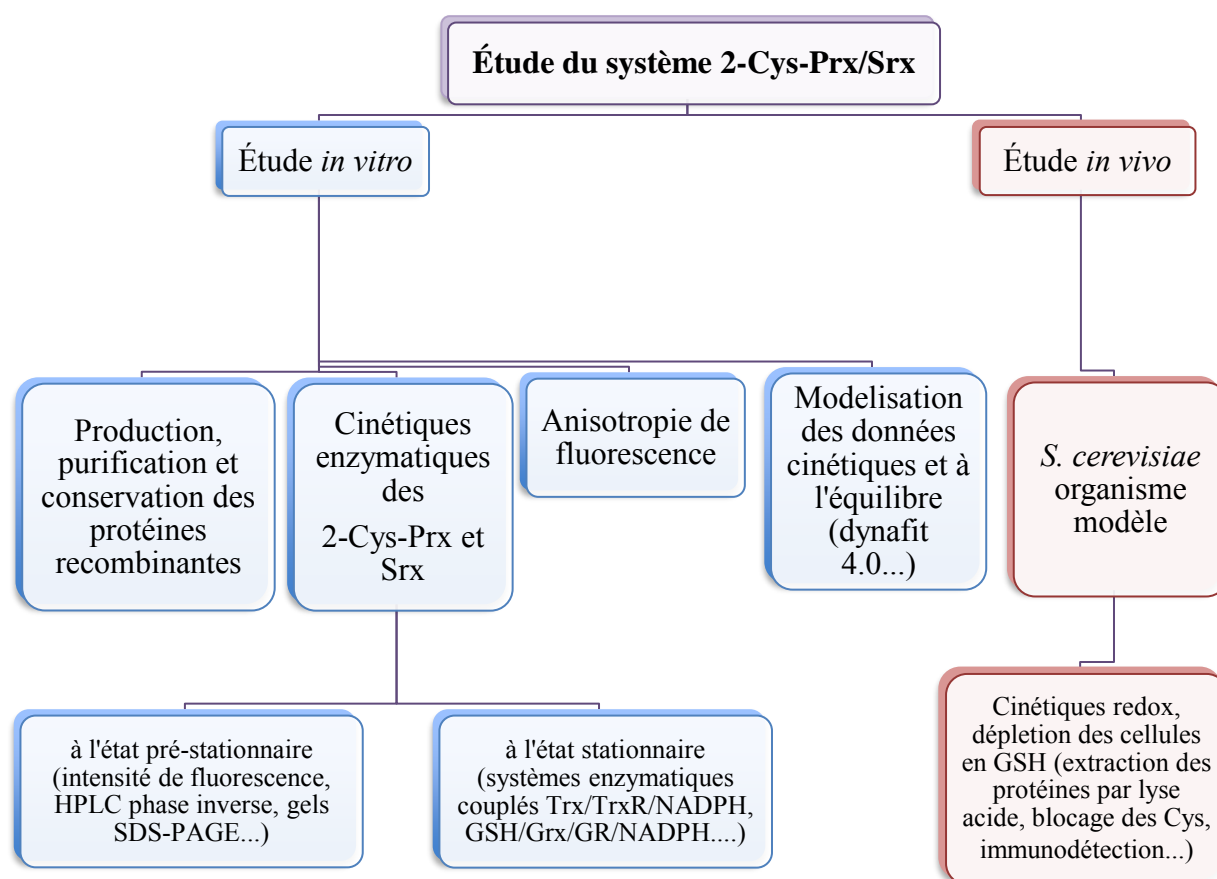 Étude du système 2-Cys-Prx/Srx
Étude in vitro
Étude in vivo
Production,
purification et
conservation des
protéines
recombinantes
Cinétiques
enzymatiques
des
2-Cys-Prx et
Srx
Anisotropie de
fluorescence
Modelisation
des données
cinétiques et à
l'équilibre
(dynafit
4.0...)
S. cerevisiae
organisme
modèle
à l'état pré-stationnaire
(intensité de fluorescence,
HPLC phase inverse, gels
SDS-PAGE...)
à l'état stationnaire
(systèmes enzymatiques
couplés Trx/TrxR/NADPH,
GSH/Grx/GR/NADPH....)
Cinétiques redox,
dépletion des cellules
en GSH (extraction des
protéines par lyse
acide, blocage des Cys,
immunodétection...)